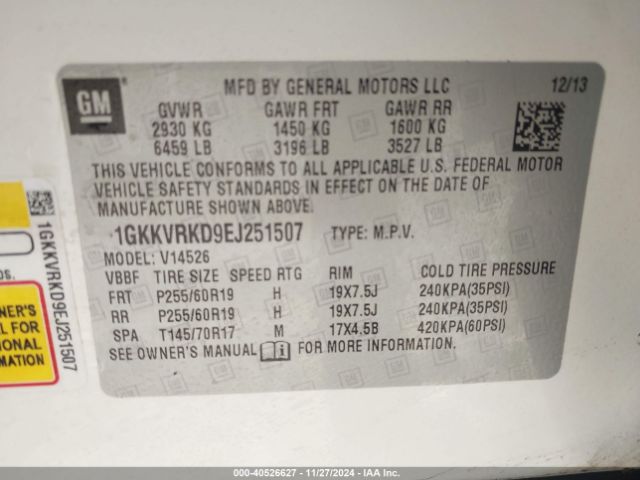 GM
MFD BY GENERAL MOTORS LLC 12/13
GVWR GAWR FRT GAWR RR
2930 KG 1450 KG 1600 KG
6459 LB 3196 LB 3527 LB
THIS VEHICLE CONFORMS TO ALL APPLICABLE U.S. FEDERAL MOTOR
VEHICLE SAFETY STANDARDS IN EFFECT ON THE DATE OF
MANUFACTURE SHOWN ABOVE.
1GKKVRKD9EJ251507 TYPE: M.P.V.
MODEL: V14526
VBBF TIRE SIZE SPEED RTG RIM COLD TIRE PRESSURE
FRT P255/60R19 H 19X7.5J 240KPA(35PSI)
RR P255/60R19 H 19X7.5J 240KPA(35PSI)
SPA T145/70R17 M 17X4.5B 420KPA(60PSI)
SEE OWNER'S MANUAL FOR MORE INFORMATION.
1GKKVRKD9EJ251507
OWNER'S
L FOR
TIONAL
MATION
© - 40526627 - 11/27/2024 - IAA Inc.